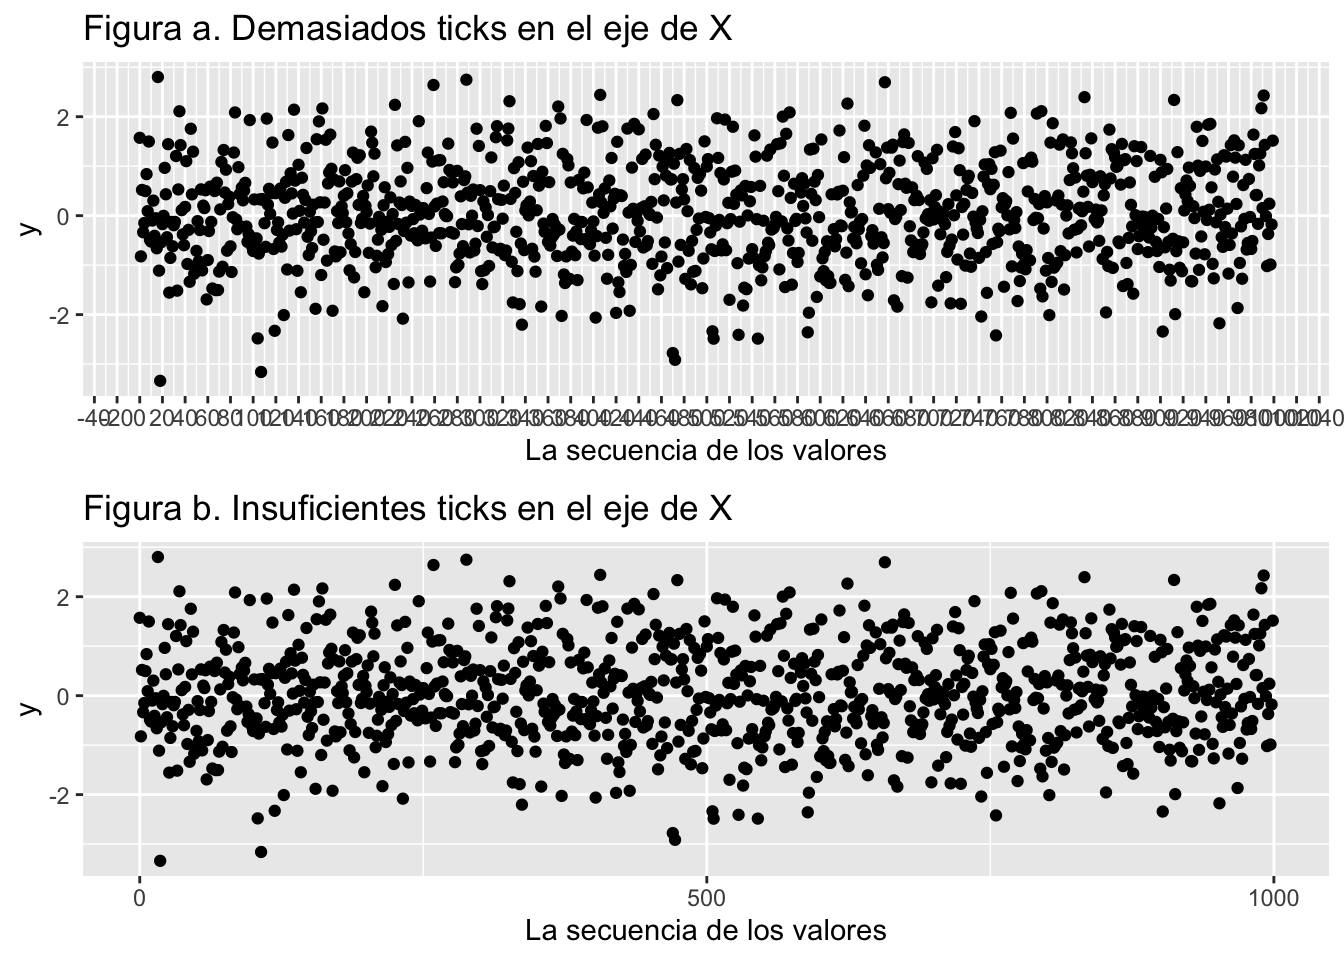 Figura a. Demasiados ticks en el eje de X
2
0
-2
y
La secuencia de los valores
Figura b. Insuficientes ticks en el eje de X
2
0
-2
y
0 500 1000
La secuencia de los valores